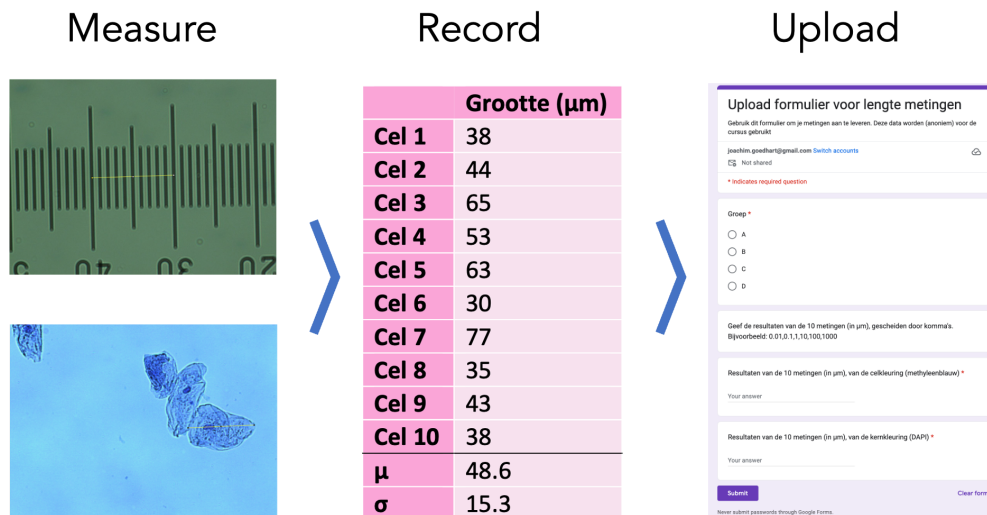 Measure
Record
Upload
20
30
40
5
Grootte (µm)
Cel 1 38
Cel 2 44
Cel 3 65
Cel 4 53
Cel 5 63
Cel 6 30
Cel 7 77
Cel 8 35
Cel 9 43
Cel 10 38
µ 48.6
σ 15.3
Upload formulier voor lengte metingen
Gebruik dit formulier om je metingen aan te leveren. Deze data worden (anoniem) voor de
cursus gebruikt
joachim.goedhart@gmail.com Switch accounts
Not shared
* Indicates required question
Groep *
A
B
C
D
Geef de resultaten van de 10 metingen (in µm), gescheiden door komma's.
Bijvoorbeeld: 0.01,0.1,1,10,100,1000
Resultaten van de 10 metingen (in µm), van de celkleuring (methyleenblauw) *
Your answer
Resultaten van de 10 metingen (in µm), van de kernkleuring (DAPI) *
Your answer
Submit
Clear form
Never submit passwords through Google Forms.